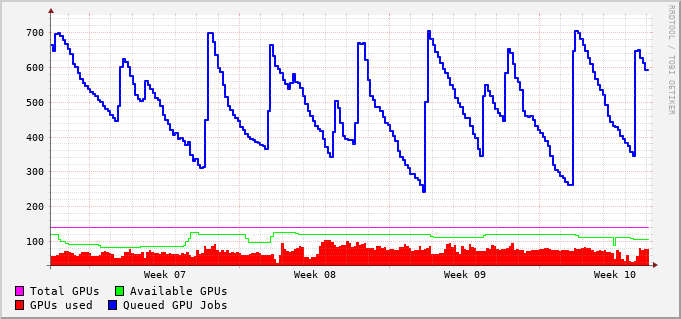 700
600
500
400
300
200
100
Week 07 Week 08 Week 09 Week 10
Total GPUs Available GPUs
GPUs used Queued GPU Jobs
RRDTOOL / TOBI OETIKER